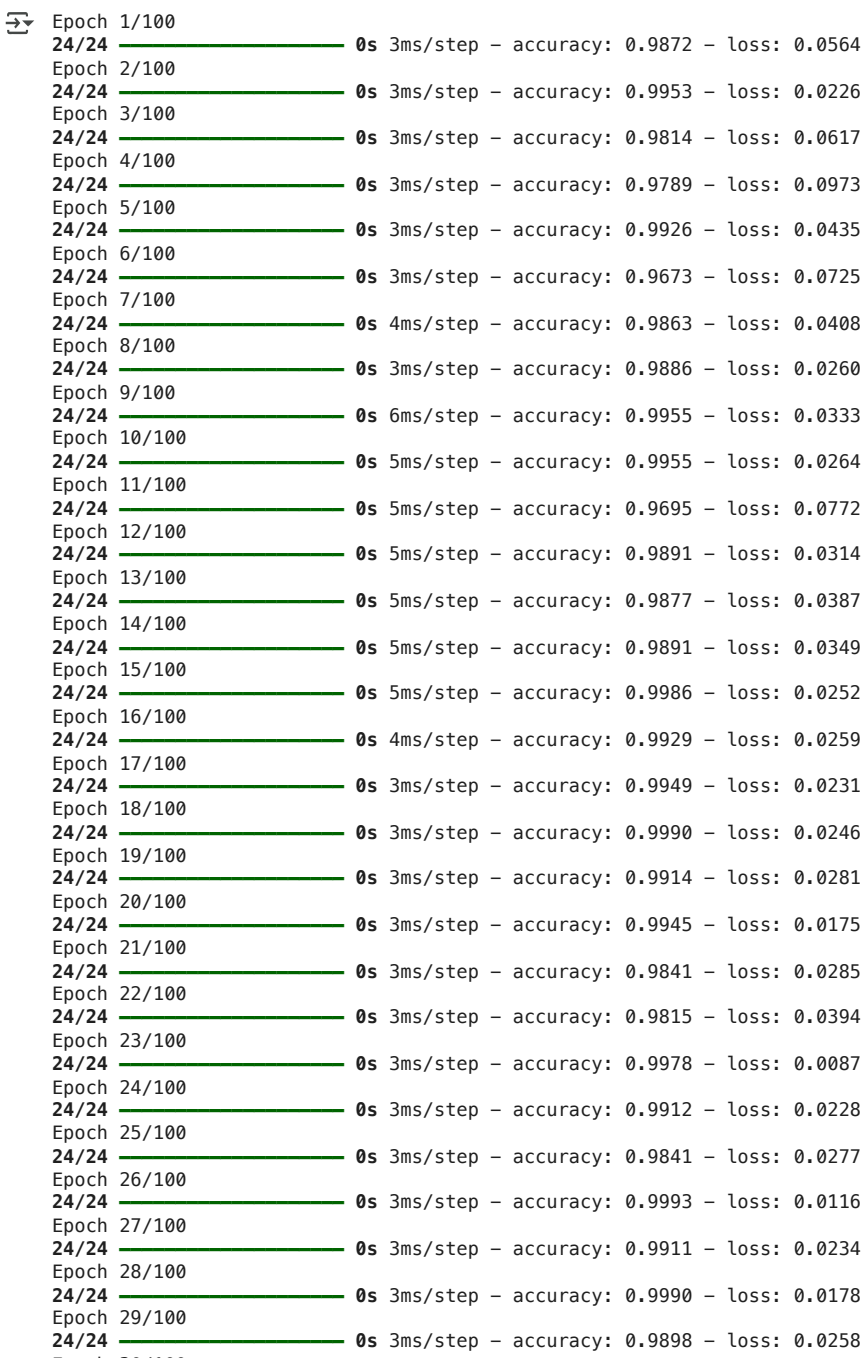 Epoch 1/100
24/24 ━━━━━━━━━━━━━━━━━━━━ 0s 3ms/step - accuracy: 0.9872 - loss: 0.0564
Epoch 2/100
24/24 ━━━━━━━━━━━━━━━━━━━━ 0s 3ms/step - accuracy: 0.9953 - loss: 0.0226
Epoch 3/100
24/24 ━━━━━━━━━━━━━━━━━━━━ 0s 3ms/step - accuracy: 0.9814 - loss: 0.0617
Epoch 4/100
24/24 ━━━━━━━━━━━━━━━━━━━━ 0s 3ms/step - accuracy: 0.9789 - loss: 0.0973
Epoch 5/100
24/24 ━━━━━━━━━━━━━━━━━━━━ 0s 3ms/step - accuracy: 0.9926 - loss: 0.0435
Epoch 6/100
24/24 ━━━━━━━━━━━━━━━━━━━━ 0s 3ms/step - accuracy: 0.9673 - loss: 0.0725
Epoch 7/100
24/24 ━━━━━━━━━━━━━━━━━━━━ 0s 4ms/step - accuracy: 0.9863 - loss: 0.0408
Epoch 8/100
24/24 ━━━━━━━━━━━━━━━━━━━━ 0s 3ms/step - accuracy: 0.9886 - loss: 0.0260
Epoch 9/100
24/24 ━━━━━━━━━━━━━━━━━━━━ 0s 6ms/step - accuracy: 0.9955 - loss: 0.0333
Epoch 10/100
24/24 ━━━━━━━━━━━━━━━━━━━━ 0s 5ms/step - accuracy: 0.9955 - loss: 0.0264
Epoch 11/100
24/24 ━━━━━━━━━━━━━━━━━━━━ 0s 5ms/step - accuracy: 0.9695 - loss: 0.0772
Epoch 12/100
24/24 ━━━━━━━━━━━━━━━━━━━━ 0s 5ms/step - accuracy: 0.9891 - loss: 0.0314
Epoch 13/100
24/24 ━━━━━━━━━━━━━━━━━━━━ 0s 5ms/step - accuracy: 0.9877 - loss: 0.0387
Epoch 14/100
24/24 ━━━━━━━━━━━━━━━━━━━━ 0s 5ms/step - accuracy: 0.9891 - loss: 0.0349
Epoch 15/100
24/24 ━━━━━━━━━━━━━━━━━━━━ 0s 5ms/step - accuracy: 0.9986 - loss: 0.0252
Epoch 16/100
24/24 ━━━━━━━━━━━━━━━━━━━━ 0s 4ms/step - accuracy: 0.9929 - loss: 0.0259
Epoch 17/100
24/24 ━━━━━━━━━━━━━━━━━━━━ 0s 3ms/step - accuracy: 0.9949 - loss: 0.0231
Epoch 18/100
24/24 ━━━━━━━━━━━━━━━━━━━━ 0s 3ms/step - accuracy: 0.9990 - loss: 0.0246
Epoch 19/100
24/24 ━━━━━━━━━━━━━━━━━━━━ 0s 3ms/step - accuracy: 0.9914 - loss: 0.0281
Epoch 20/100
24/24 ━━━━━━━━━━━━━━━━━━━━ 0s 3ms/step - accuracy: 0.9945 - loss: 0.0175
Epoch 21/100
24/24 ━━━━━━━━━━━━━━━━━━━━ 0s 3ms/step - accuracy: 0.9841 - loss: 0.0285
Epoch 22/100
24/24 ━━━━━━━━━━━━━━━━━━━━ 0s 3ms/step - accuracy: 0.9815 - loss: 0.0394
Epoch 23/100
24/24 ━━━━━━━━━━━━━━━━━━━━ 0s 3ms/step - accuracy: 0.9978 - loss: 0.0087
Epoch 24/100
24/24 ━━━━━━━━━━━━━━━━━━━━ 0s 3ms/step - accuracy: 0.9912 - loss: 0.0228
Epoch 25/100
24/24 ━━━━━━━━━━━━━━━━━━━━ 0s 3ms/step - accuracy: 0.9841 - loss: 0.0277
Epoch 26/100
24/24 ━━━━━━━━━━━━━━━━━━━━ 0s 3ms/step - accuracy: 0.9993 - loss: 0.0116
Epoch 27/100
24/24 ━━━━━━━━━━━━━━━━━━━━ 0s 3ms/step - accuracy: 0.9911 - loss: 0.0234
Epoch 28/100
24/24 ━━━━━━━━━━━━━━━━━━━━ 0s 3ms/step - accuracy: 0.9990 - loss: 0.0178
Epoch 29/100
24/24 ━━━━━━━━━━━━━━━━━━━━ 0s 3ms/step - accuracy: 0.9898 - loss: 0.0258